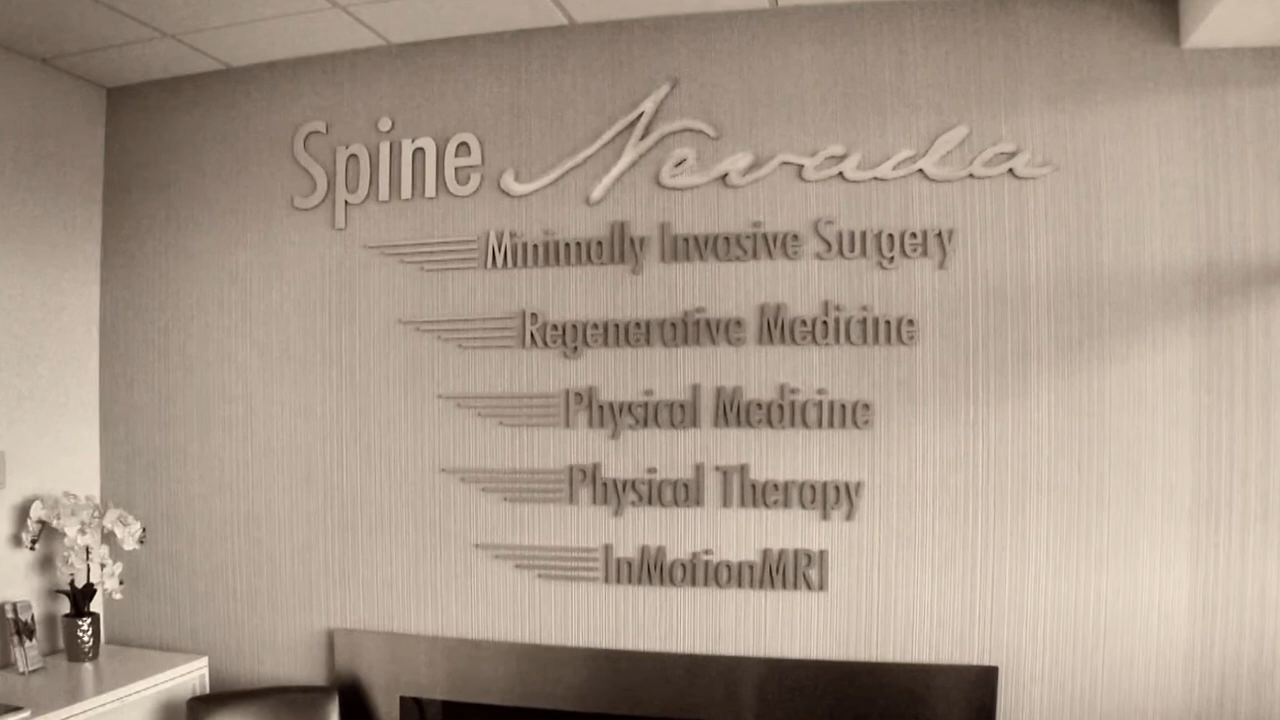 Spine Nevada
Minimally Invasive Surgery
Regenerative Medicine
Physical Medicine
Physical Therapy
InMotionMRI